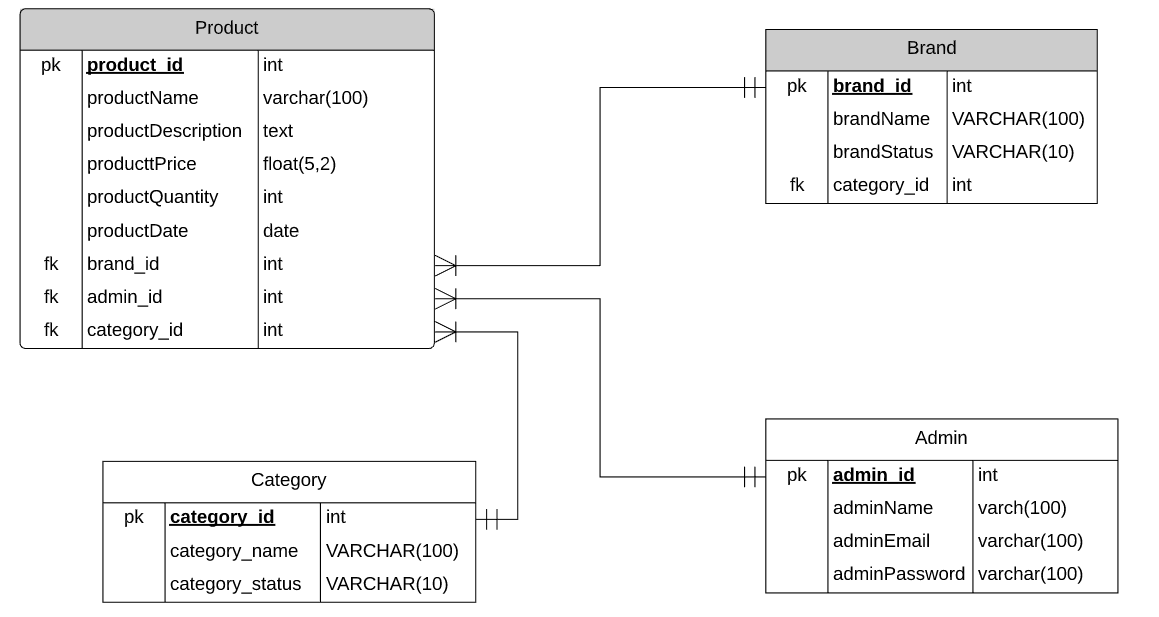 Product
pk product_id int
productName varchar(100)
productDescription text
producttPrice float(5,2)
productQuantity int
productDate date
fk brand_id int
fk admin_id int
fk category_id int
Brand
pk brand_id int
brandName VARCHAR(100)
brandStatus VARCHAR(10)
fk category_id int
Category
pk category_id int
category_name VARCHAR(100)
category_status VARCHAR(10)
Admin
pk admin_id int
adminName varch(100)
adminEmail varchar(100)
adminPassword varchar(100)